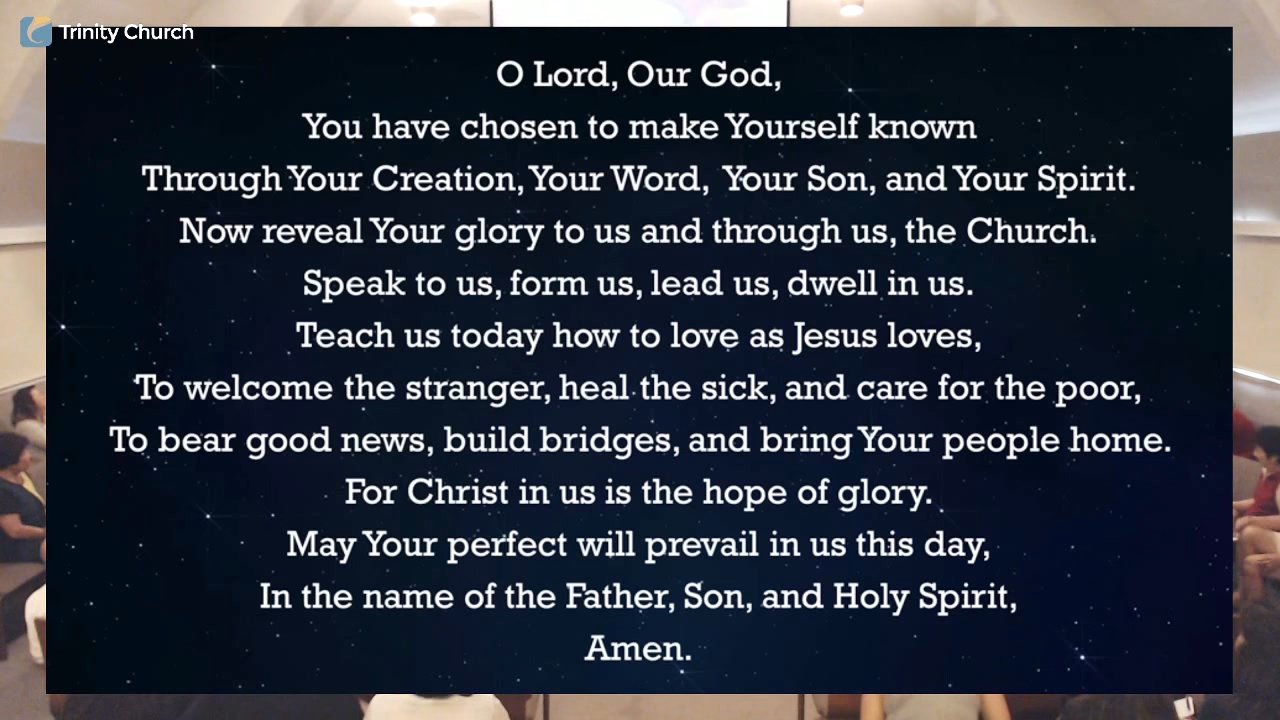 Trinity Church
O Lord, Our God,
You have chosen to make Yourself known
Through Your Creation, Your Word, Your Son, and Your Spirit.
Now reveal Your glory to us and through us, the Church.
Speak to us, form us, lead us, dwell in us.
Teach us today how to love as Jesus loves,
To welcome the stranger, heal the sick, and care for the poor,
To bear good news, build bridges, and bring Your people home.
For Christ in us is the hope of glory.
May Your perfect will prevail in us this day,
In the name of the Father, Son, and Holy Spirit,
Amen.